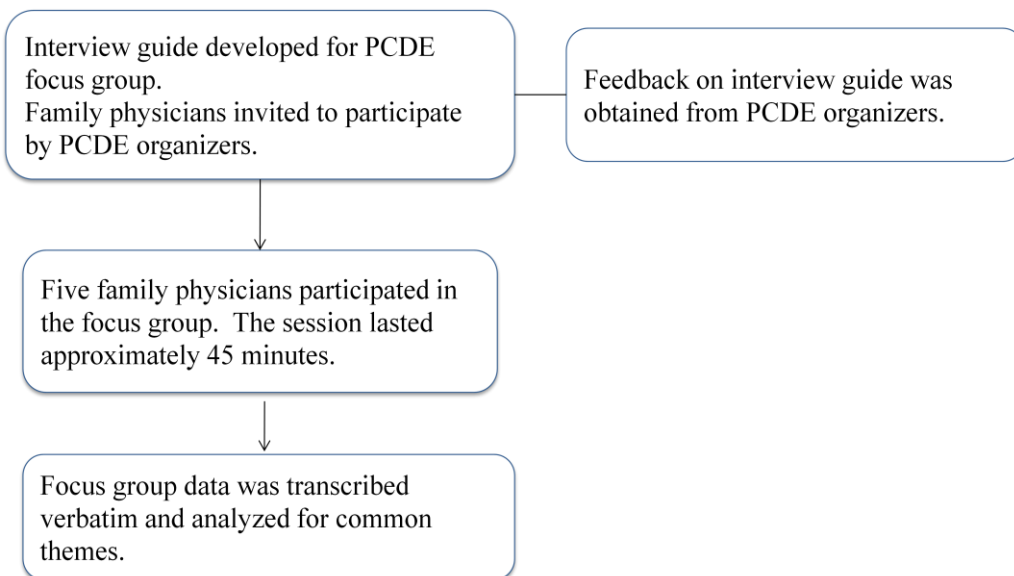 Interview guide developed for PCDE
focus group.
Family physicians invited to participate
by PCDE organizers.
Feedback on interview guide was
obtained from PCDE organizers.
Five family physicians participated in
the focus group.  The session lasted
approximately 45 minutes.
Focus group data was transcribed
verbatim and analyzed for common
themes.